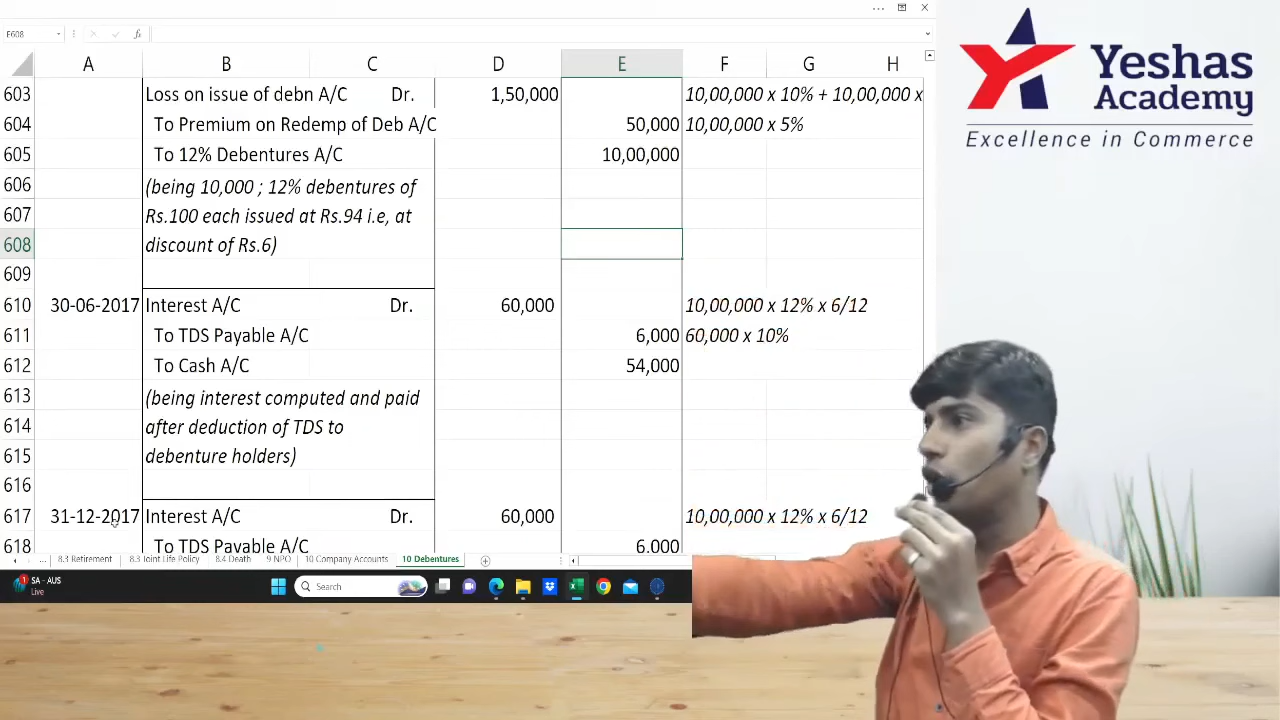 E608
fx
A B C D E F G H
603 Loss on issue of debn A/C Dr. 1,50,000 10,00,000 x 10% + 10,00,000 x
604 To Premium on Redemp of Deb A/C 50,000 10,00,000 x 5%
605 To 12% Debentures A/C 10,00,000
606 (being 10,000 ; 12% debentures of
607 Rs.100 each issued at Rs.94 i.e, at
608 discount of Rs.6)
609
610 30-06-2017 Interest A/C Dr. 60,000 10,00,000 x 12% x 6/12
611 To TDS Payable A/C 6,000 60,000 x 10%
612 To Cash A/C 54,000
613 (being interest computed and paid
614 after deduction of TDS to
615 debenture holders)
616
617 31-12-2017 Interest A/C Dr. 60,000 10,00,000 x 12% x 6/12
618 To TDS Payable A/C 6,000
... 8.3 Retirement 8.3 Joint Life Policy 8.4 Death 9 NPO 10 Company Accounts 10 Debentures
1 SA - AUS
Live
Search
Yeshas
Academy
Excellence in Commerce